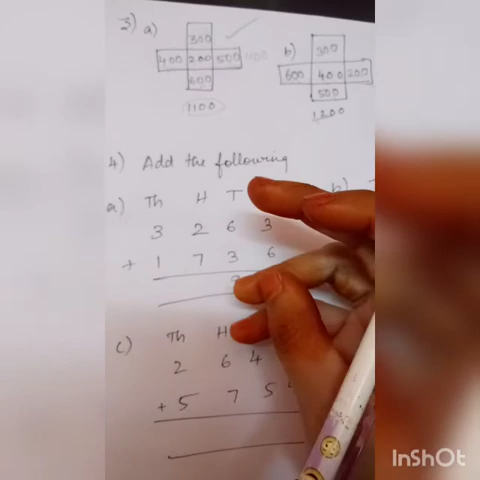 3) a)
300
400 200 500 1100
600
1100
b)
300
600 400 200
500
1200
4) Add the following
a) Th H T
3 2 6 3
+ 1 7 3 6
b)
c) Th H
2 6 4
+ 5 7 5
InShOt